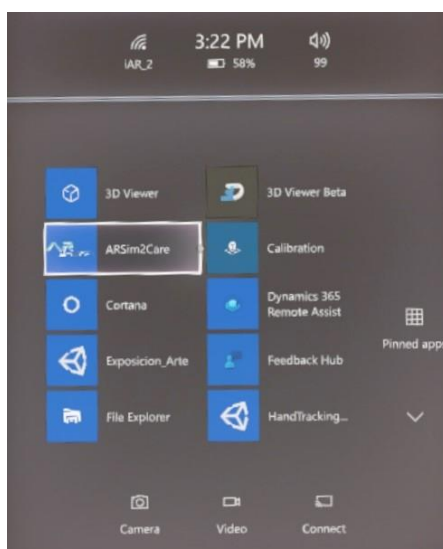 3:22 PM
iAR_2
58%
99
3D Viewer
3D Viewer Beta
ARSim2Care
Calibration
Cortana
Dynamics 365
Remote Assist
Exposicion_Arte
Feedback Hub
File Explorer
HandTracking...
Pinned apps
Camera
Video
Connect